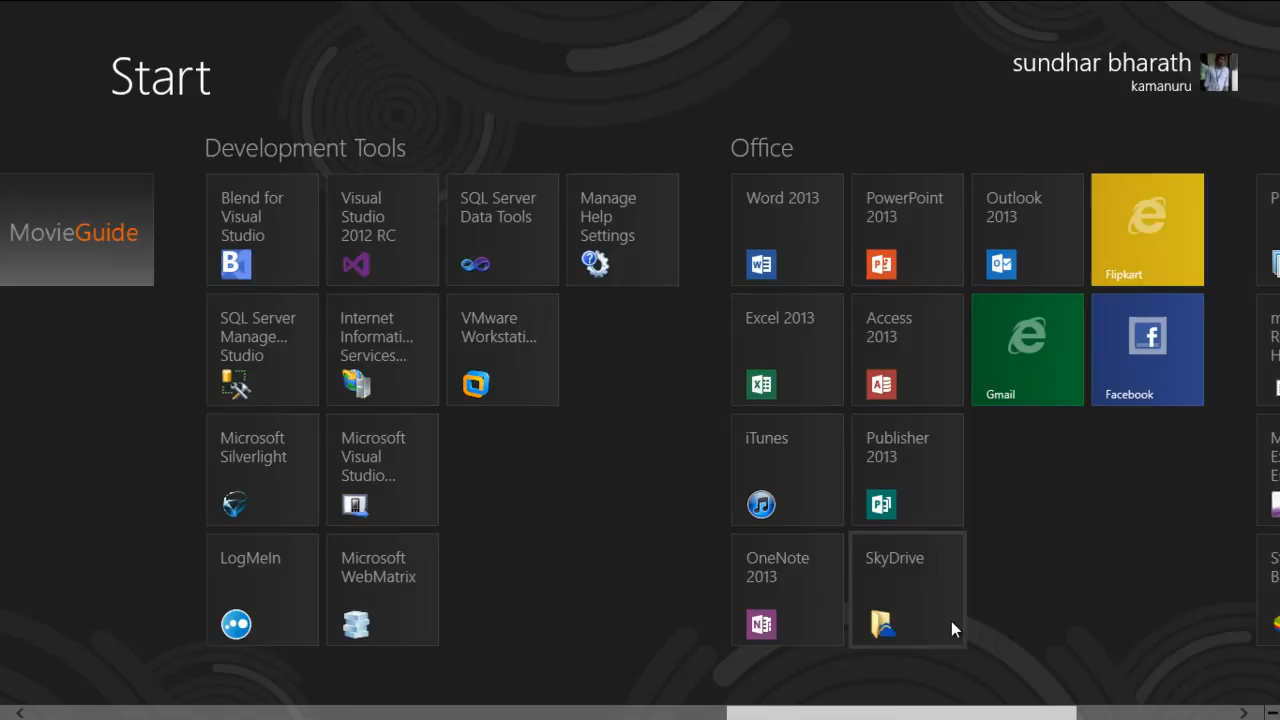 Start
sundhar bharath
kamanuru
Development Tools
Office
MovieGuide
Blend for
Visual
Studio
Visual
Studio
2012 RC
SQL Server
Data Tools
Manage
Help
Settings
Word 2013
PowerPoint
2013
Outlook
2013
Flipkart
SQL Server
Manage...
Studio
Internet
Informati...
Services...
VMware
Workstati...
Excel 2013
Access
2013
Gmail
Facebook
Microsoft
Silverlight
Microsoft
Visual
Studio...
iTunes
Publisher
2013
LogMeIn
Microsoft
WebMatrix
OneNote
2013
SkyDrive